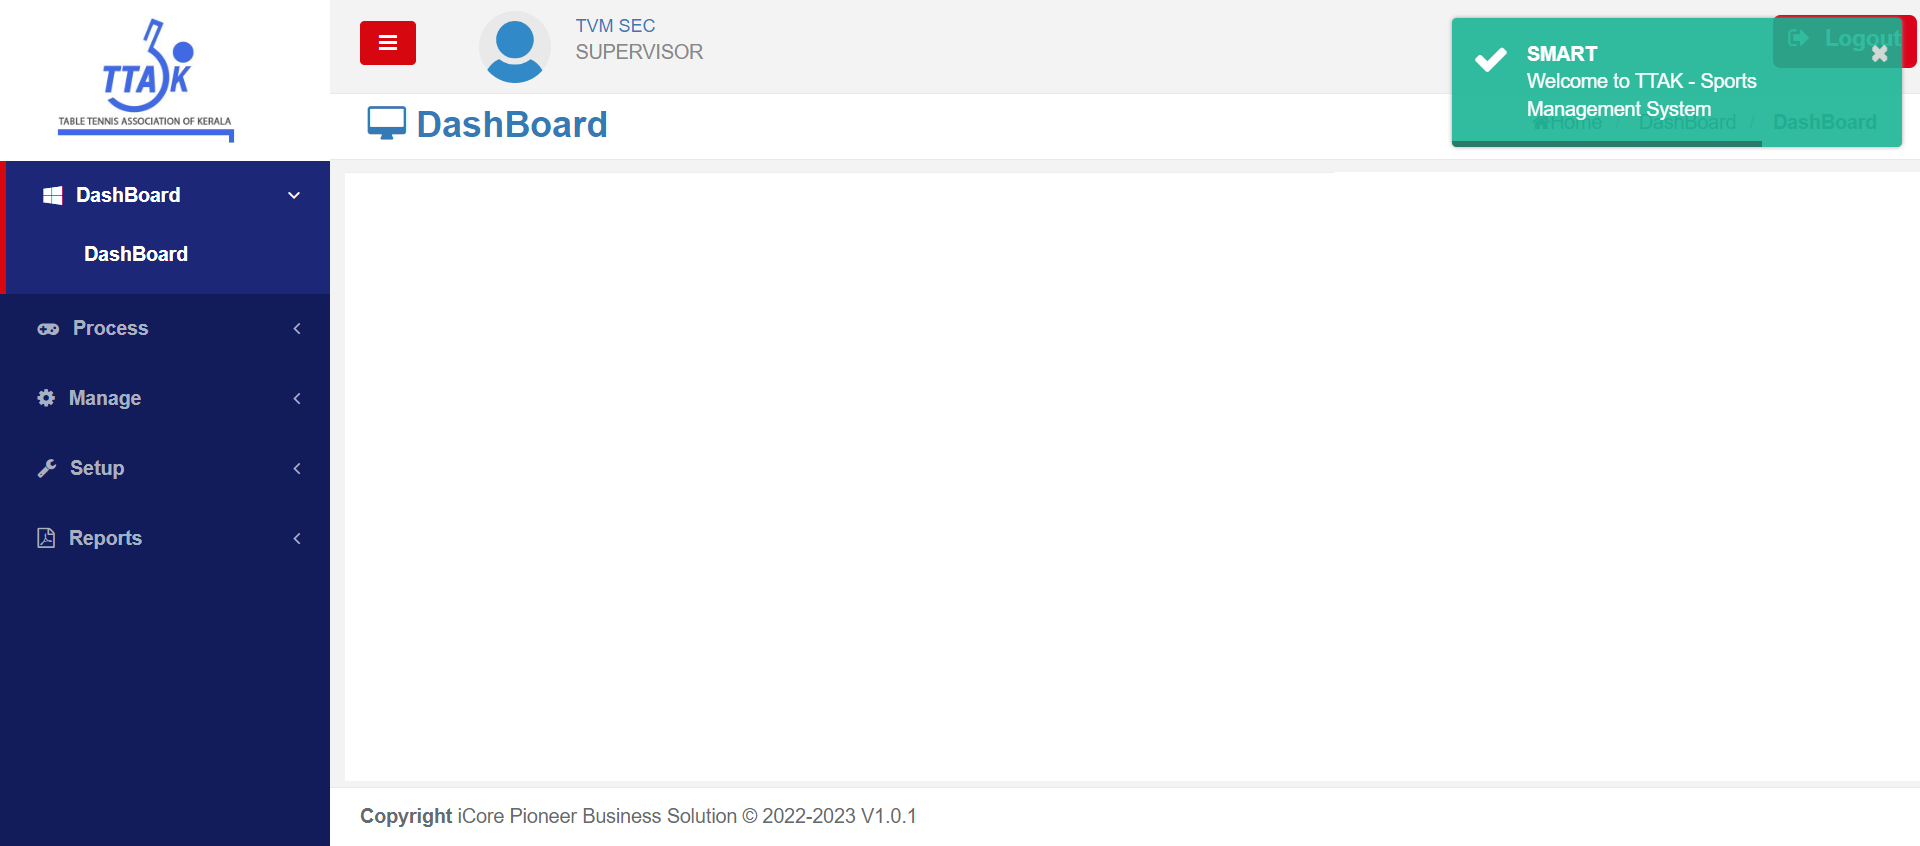 TTAK
TABLE TENNIS ASSOCIATION OF KERALA
TVM SEC
SUPERVISOR
Logout
SMART
Welcome to TTAK - Sports
Management System
DashBoard
Home / DashBoard / DashBoard
DashBoard
DashBoard
Process
Manage
Setup
Reports
Copyright iCore Pioneer Business Solution © 2022-2023 V1.0.1